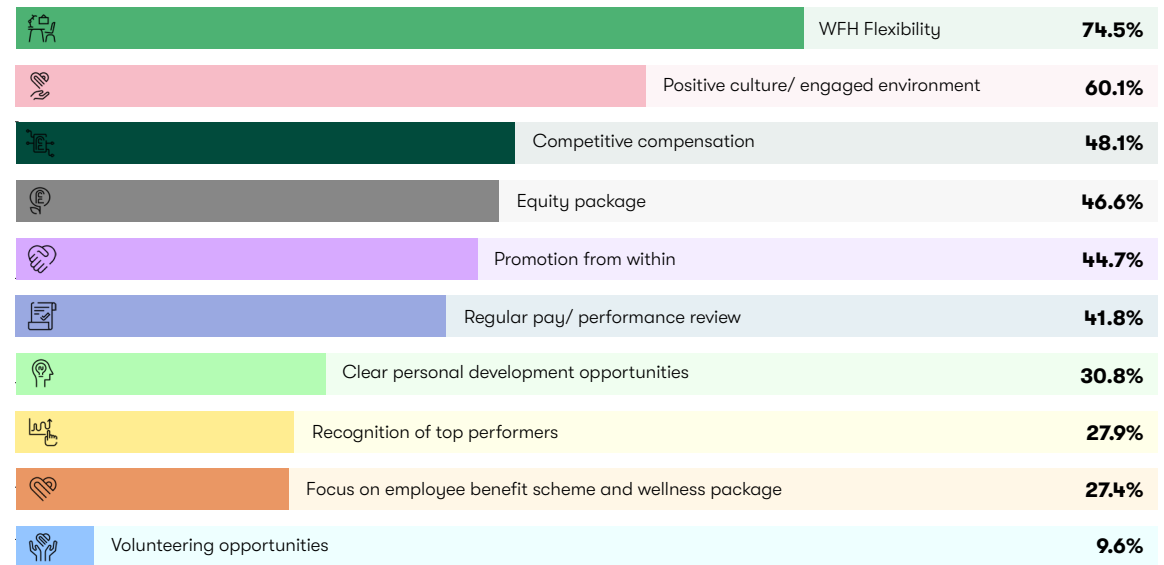 WFH Flexibility 74.5%
Positive culture/ engaged environment 60.1%
Competitive compensation 48.1%
Equity package 46.6%
Promotion from within 44.7%
Regular pay/ performance review 41.8%
Clear personal development opportunities 30.8%
Recognition of top performers 27.9%
Focus on employee benefit scheme and wellness package 27.4%
Volunteering opportunities 9.6%